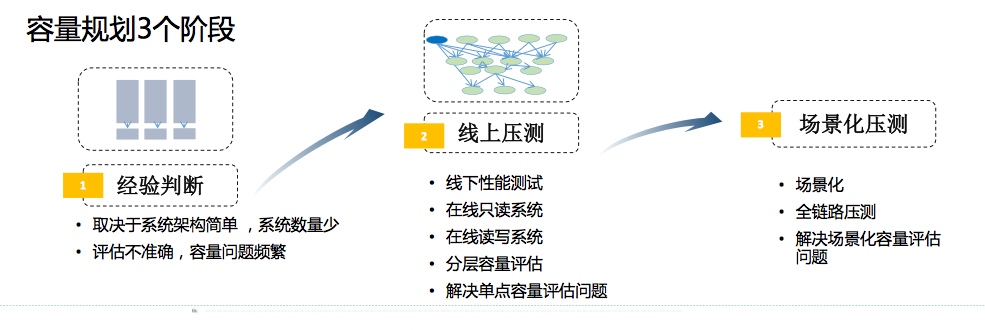 容量规划3个阶段
1 经验判断
• 取决于系统架构简单，系统数量少
• 评估不准确，容量问题频繁
2 线上压测
• 线下性能测试
• 在线只读系统
• 在线读写系统
• 分层容量评估
• 解决单点容量评估问题
3 场景化压测
• 场景化
• 全链路压测
• 解决场景化容量评估
问题